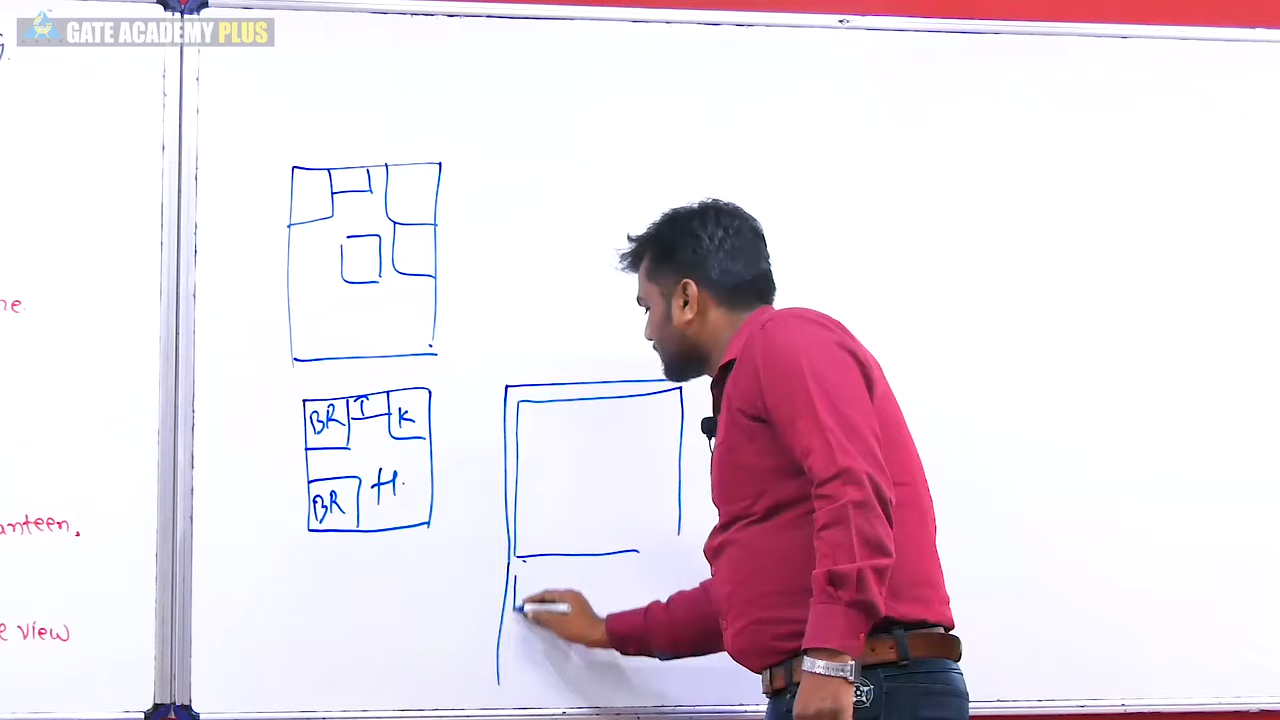 GATE ACADEMY PLUS
S.
ne.
anteen.
e view
BR
T
K
BR
H.